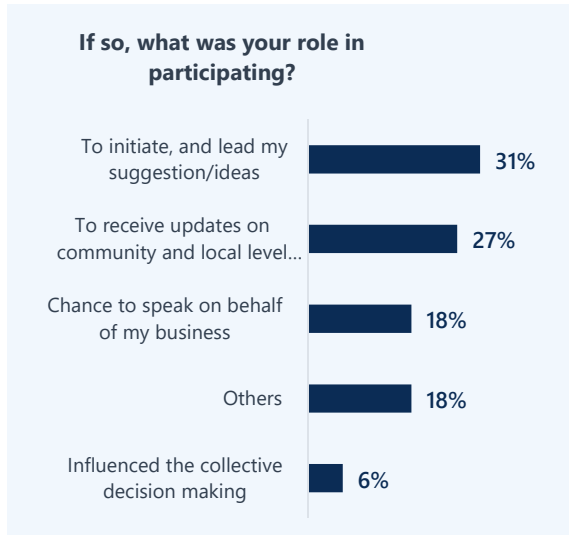 If so, what was your role in
participating?
To initiate, and lead my
suggestion/ideas
31%
To receive updates on
community and local level...
27%
Chance to speak on behalf
of my business
18%
Others
18%
Influenced the collective
decision making
6%